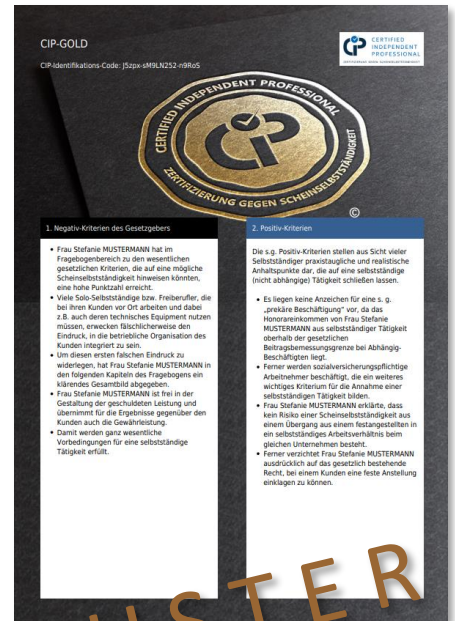 CIP-GOLD
CERTIFIED
INDEPENDENT
PROFESSIONAL
ZERTIFIZIERUNG GEGEN SCHEINSELBSTSTÄNDIGKEIT
CIP-Identifikations-Code: J5zpx-sM9LN252-n9RoS
CERTIFIED INDEPENDENT PROFESSIONAL
CIP
ZERTIFIZIERUNG GEGEN SCHEINSELBSTSTÄNDIGKEIT
©
1. Negativ-Kriterien des Gesetzgebers
• Frau Stefanie MUSTERMANN hat im
Fragebogenbereich zu den wesentlichen
gesetzlichen Kriterien, die auf eine mögliche
Scheinselbstständigkeit hinweisen könnten,
eine hohe Punktzahl erreicht.
• Viele Solo-Selbstständige bzw. Freiberufler, die
bei ihren Kunden vor Ort arbeiten und dabei
z.B. auch deren technisches Equipment nutzen
müssen, erwecken fälschlicherweise den
Eindruck, in die betriebliche Organisation des
Kunden integriert zu sein.
• Um diesen ersten falschen Eindruck zu
widerlegen, hat Frau Stefanie MUSTERMANN in
den folgenden Kapiteln des Fragebogens ein
klärendes Gesamtbild abgegeben.
• Frau Stefanie MUSTERMANN ist frei in der
Gestaltung der geschuldeten Leistung und
übernimmt für die Ergebnisse gegenüber den
Kunden auch die Gewährleistung.
• Damit werden ganz wesentliche
Vorbedingungen für eine selbstständige
Tätigkeit erfüllt.
2. Positiv-Kriterien
Die s.g. Positiv-Kriterien stellen aus Sicht vieler
Selbstständiger praxistaugliche und realistische
Anhaltspunkte dar, die auf eine selbstständige
(nicht abhängige) Tätigkeit schließen lassen.
• Es liegen keine Anzeichen für eine s. g.
„prekäre Beschäftigung“ vor, da das
Honorareinkommen von Frau Stefanie
MUSTERMANN aus selbstständiger Tätigkeit
oberhalb der gesetzlichen
Beitragsbemessungsgrenze bei Abhängig-
Beschäftigten liegt.
• Ferner werden sozialversicherungspflichtige
Arbeitnehmer beschäftigt, die ein weiteres
wichtiges Kriterium für die Annahme einer
selbstständigen Tätigkeit bilden.
• Frau Stefanie MUSTERMANN erklärte, dass
kein Risiko einer Scheinselbstständigkeit aus
einem Übergang aus einem festangestellten in
ein selbständiges Arbeitsverhältnis beim
gleichen Unternehmen besteht.
• Ferner verzichtet Frau Stefanie MUSTERMANN
ausdrücklich auf das gesetzlich bestehende
Recht, bei einem Kunden eine feste Anstellung
einklagen zu können.
MUSTER